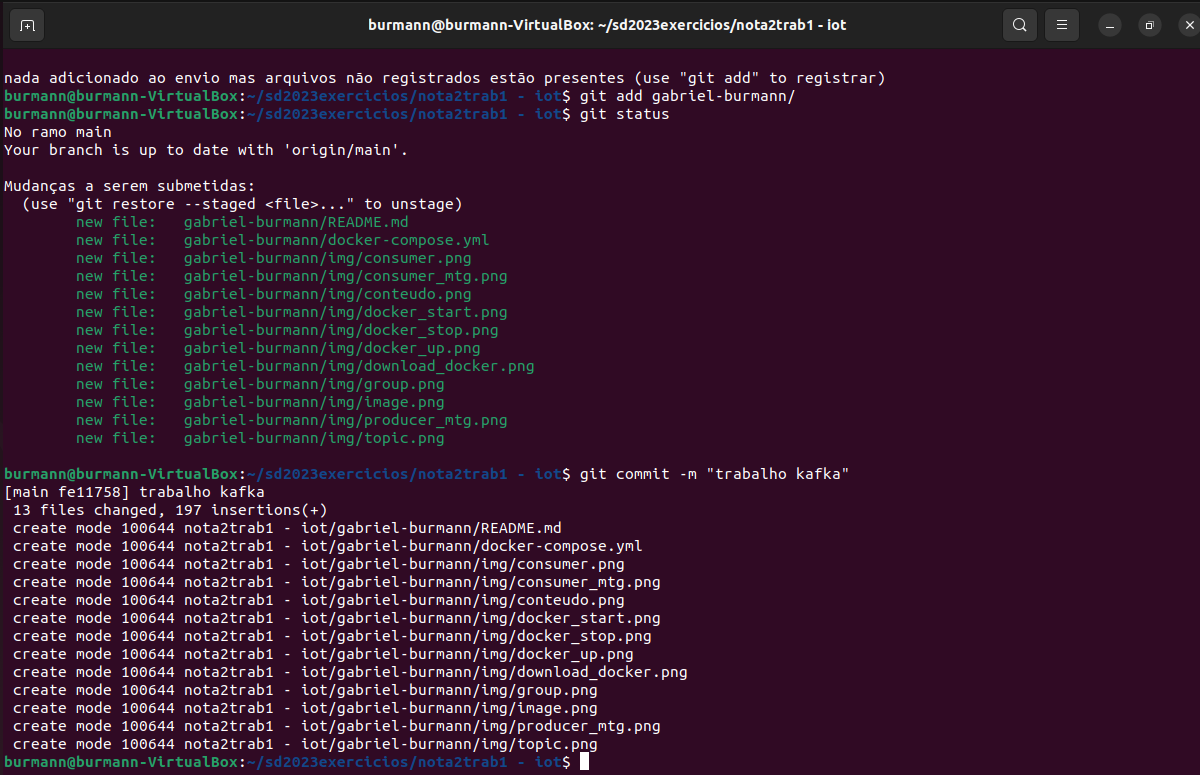 burmann@burmann-VirtualBox: ~/sd2023exercicios/nota2trab1 - iot
nada adicionado ao envio mas arquivos não registrados estão presentes (use "git add" to registrar)
burmann@burmann-VirtualBox:~/sd2023exercicios/nota2trab1 - iot$ git add gabriel-burmann/
burmann@burmann-VirtualBox:~/sd2023exercicios/nota2trab1 - iot$ git status
No ramo main
Your branch is up to date with 'origin/main'.
Mudanças a serem submetidas:
  (use "git restore --staged <file>..." to unstage)
        new file:   gabriel-burmann/README.md
        new file:   gabriel-burmann/docker-compose.yml
        new file:   gabriel-burmann/img/consumer.png
        new file:   gabriel-burmann/img/consumer_mtg.png
        new file:   gabriel-burmann/img/conteudo.png
        new file:   gabriel-burmann/img/docker_start.png
        new file:   gabriel-burmann/img/docker_stop.png
        new file:   gabriel-burmann/img/docker_up.png
        new file:   gabriel-burmann/img/download_docker.png
        new file:   gabriel-burmann/img/group.png
        new file:   gabriel-burmann/img/image.png
        new file:   gabriel-burmann/img/producer_mtg.png
        new file:   gabriel-burmann/img/topic.png
burmann@burmann-VirtualBox:~/sd2023exercicios/nota2trab1 - iot$ git commit -m "trabalho kafka"
[main fe11758] trabalho kafka
 13 files changed, 197 insertions(+)
 create mode 100644 nota2trab1 - iot/gabriel-burmann/README.md
 create mode 100644 nota2trab1 - iot/gabriel-burmann/docker-compose.yml
 create mode 100644 nota2trab1 - iot/gabriel-burmann/img/consumer.png
 create mode 100644 nota2trab1 - iot/gabriel-burmann/img/consumer_mtg.png
 create mode 100644 nota2trab1 - iot/gabriel-burmann/img/conteudo.png
 create mode 100644 nota2trab1 - iot/gabriel-burmann/img/docker_start.png
 create mode 100644 nota2trab1 - iot/gabriel-burmann/img/docker_stop.png
 create mode 100644 nota2trab1 - iot/gabriel-burmann/img/docker_up.png
 create mode 100644 nota2trab1 - iot/gabriel-burmann/img/download_docker.png
 create mode 100644 nota2trab1 - iot/gabriel-burmann/img/group.png
 create mode 100644 nota2trab1 - iot/gabriel-burmann/img/image.png
 create mode 100644 nota2trab1 - iot/gabriel-burmann/img/producer_mtg.png
 create mode 100644 nota2trab1 - iot/gabriel-burmann/img/topic.png
burmann@burmann-VirtualBox:~/sd2023exercicios/nota2trab1 - iot$